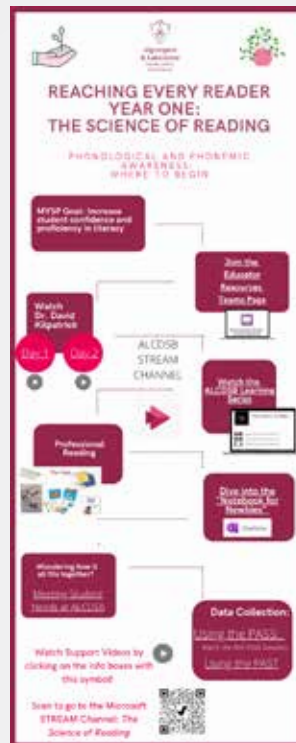 Algonquin
& Lakeshore
REACHING EVERY READER
YEAR ONE:
THE SCIENCE OF READING
PHONOLOGICAL AND PHONEMIC
AWARENESS:
WHERE TO BEGIN
MYSP Goal: Increase
student confidence and
proficiency in literacy
Join the
Educator
Resources
Teams Page
Watch
Dr. David
Kilpatrick
Day 1
Day 2
ALCDSB
STREAM
CHANNEL
Watch the
ALCDSB Learning
Series
Professional
Reading
Dive into the
"Notebook for
Newbies"
Wondering how it
all fits together?
Meeting Student
Needs at ALCDSB
Data Collection:
Using the PASS
Using the PAST
Watch Support Videos by
clicking on the info boxes with
this symbol!
Scan to go to the Microsoft
STREAM Channel: The
Science of Reading